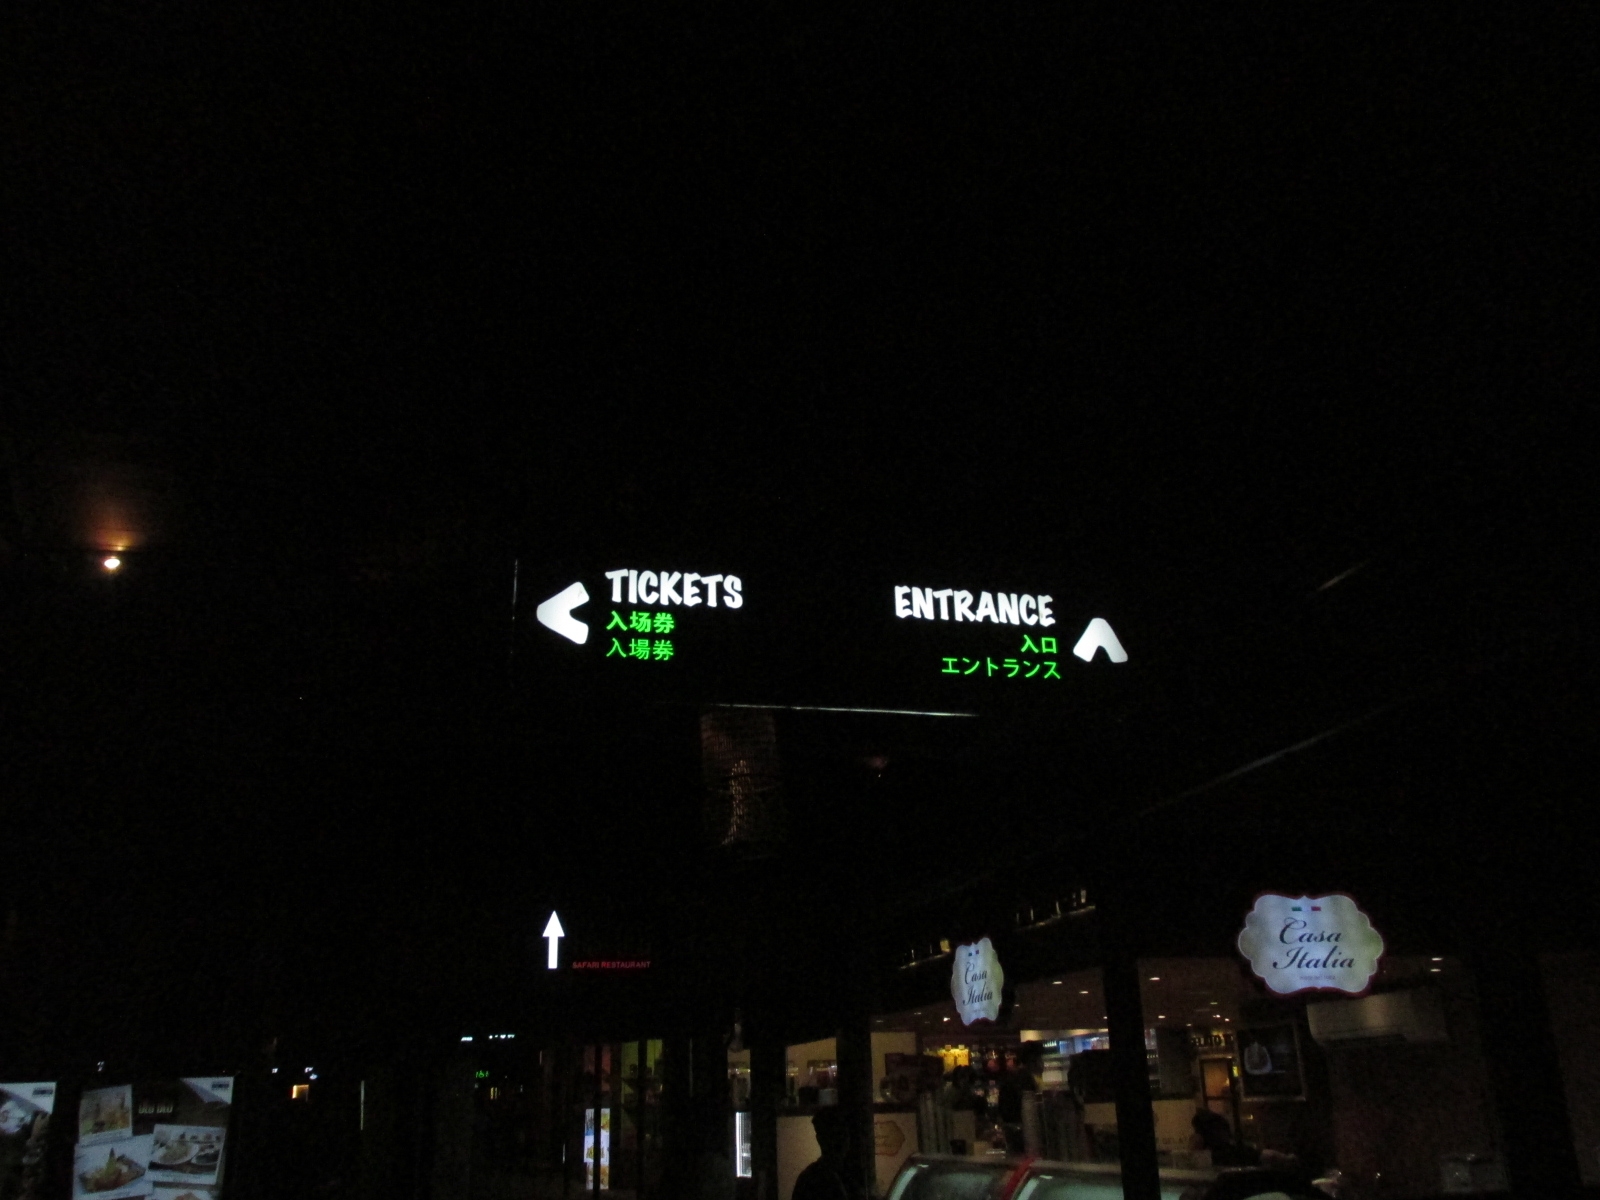 TICKETS
入场券
入場券
ENTRANCE
入口
エントランス
SAFARI RESTAURANT
Casa
Italia
Casa
Italia